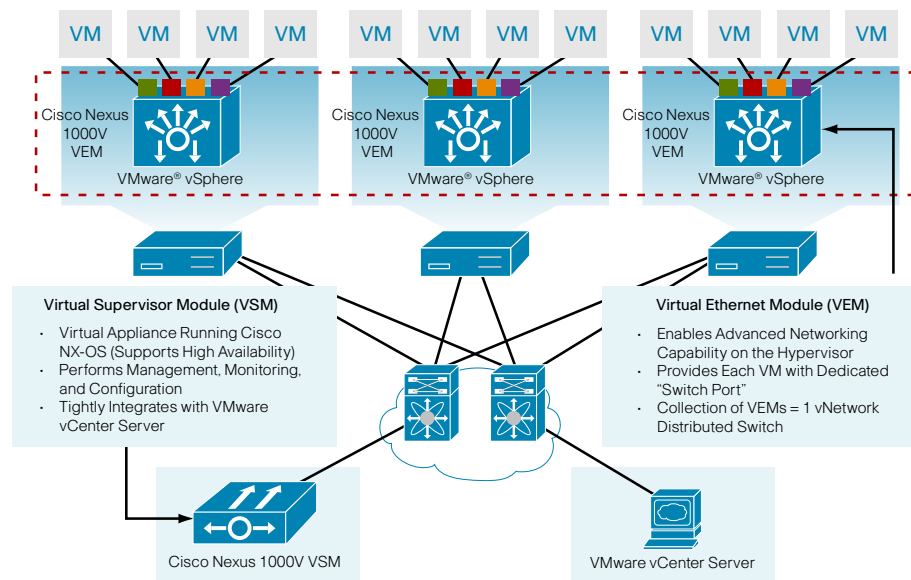 VM VM VM VM VM VM VM VM VM VM VM VM
Cisco Nexus
1000V
VEM
VMware® vSphere
Cisco Nexus
1000V
VEM
VMware® vSphere
Cisco Nexus
1000V
VEM
VMware® vSphere
Virtual Supervisor Module (VSM)
· Virtual Appliance Running Cisco
NX-OS (Supports High Availability)
· Performs Management, Monitoring,
and Configuration
· Tightly Integrates with VMware
vCenter Server
Virtual Ethernet Module (VEM)
· Enables Advanced Networking
Capability on the Hypervisor
· Provides Each VM with Dedicated
"Switch Port"
· Collection of VEMs = 1 vNetwork
Distributed Switch
Cisco Nexus 1000V VSM
VMware vCenter Server